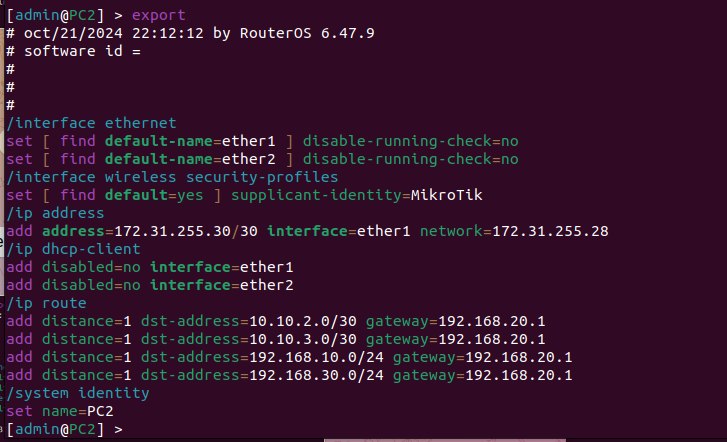 [admin@PC2] > export
# oct/21/2024 22:12:12 by RouterOS 6.47.9
# software id =
#
#
#
/interface ethernet
set [ find default-name=ether1 ] disable-running-check=no
set [ find default-name=ether2 ] disable-running-check=no
/interface wireless security-profiles
set [ find default=yes ] supplicant-identity=MikroTik
/ip address
add address=172.31.255.30/30 interface=ether1 network=172.31.255.28
/ip dhcp-client
add disabled=no interface=ether1
add disabled=no interface=ether2
/ip route
add distance=1 dst-address=10.10.2.0/30 gateway=192.168.20.1
add distance=1 dst-address=10.10.3.0/30 gateway=192.168.20.1
add distance=1 dst-address=192.168.10.0/24 gateway=192.168.20.1
add distance=1 dst-address=192.168.30.0/24 gateway=192.168.20.1
/system identity
set name=PC2
[admin@PC2] >